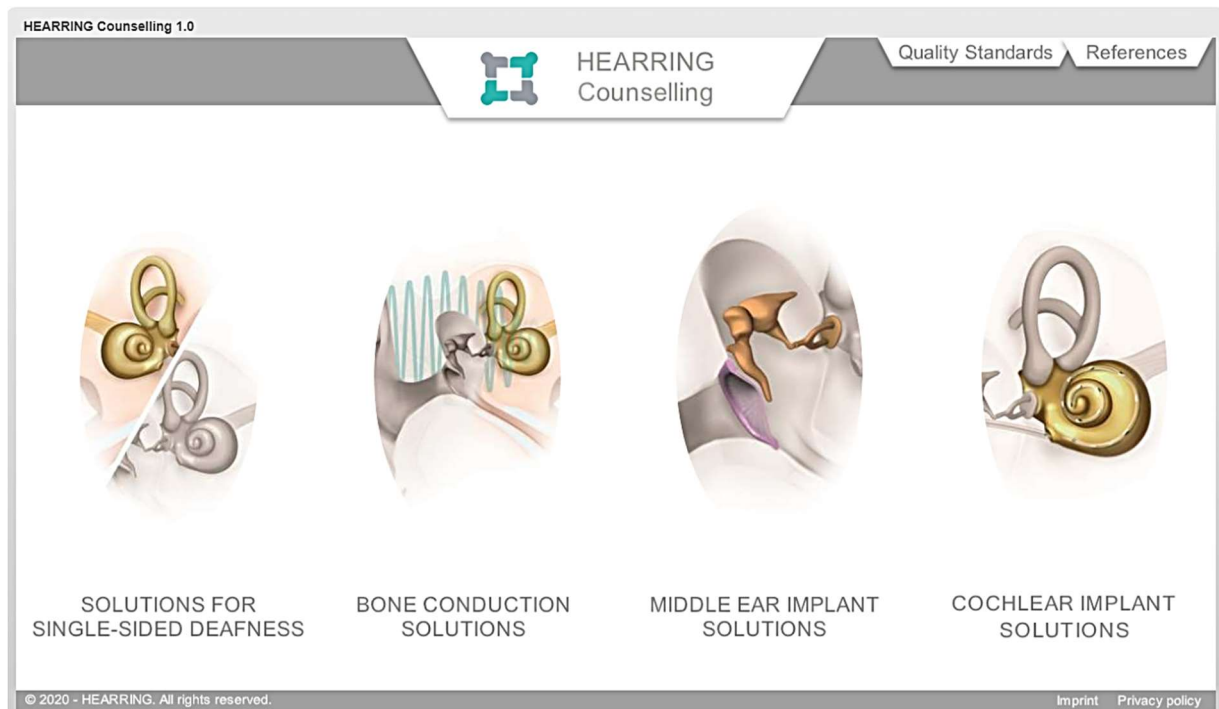 HEARRING Counselling 1.0
HEARRING
Counselling
Quality Standards
References
SOLUTIONS FOR
SINGLE-SIDED DEAFNESS
BONE CONDUCTION
SOLUTIONS
MIDDLE EAR IMPLANT
SOLUTIONS
COCHLEAR IMPLANT
SOLUTIONS
© 2020 - HEARRING. All rights reserved.
Imprint
Privacy policy